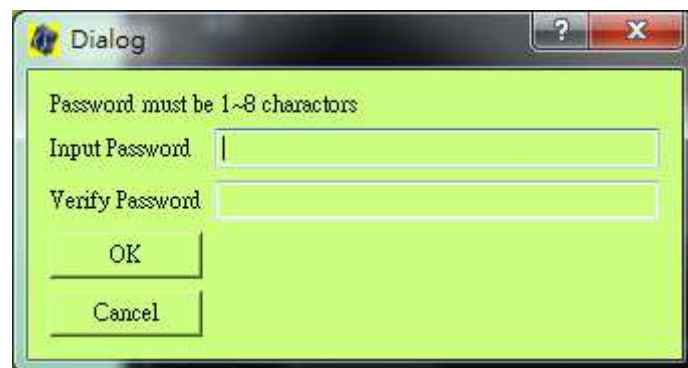 Dialog
Password must be 1~8 charactors
Input Password
Verify Password
OK
Cancel